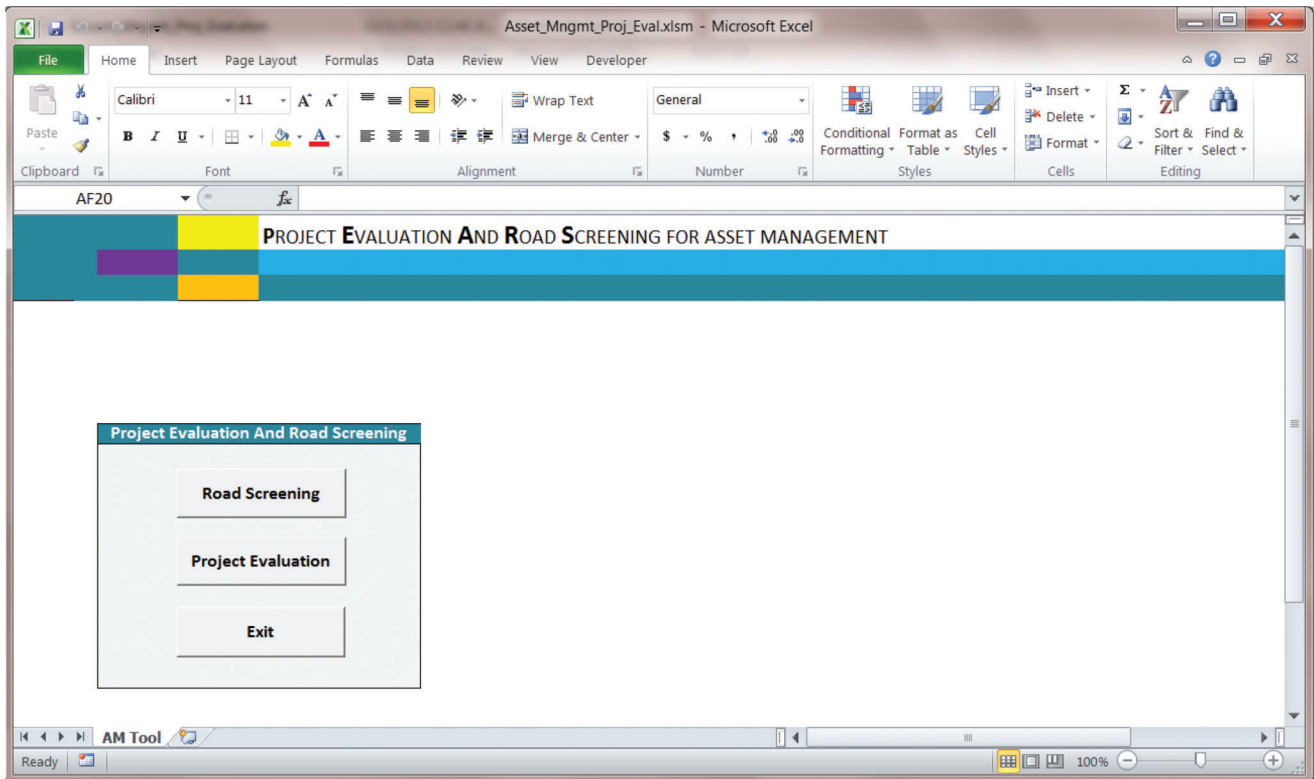 Asset_Mngmt_Proj_Eval.xlsm - Microsoft Excel
File Home Insert Page Layout Formulas Data Review View Developer
Calibri 11 A A Wrap Text General Insert Σ
Delete
Paste B I U A Merge & Center $ % , .00 .0 Conditional Format as Cell Format Sort & Find &
Formatting Table Styles Filter Select
Clipboard Font Alignment Number Styles Cells Editing
AF20 fx
PROJECT EVALUATION AND ROAD SCREENING FOR ASSET MANAGEMENT
Project Evaluation And Road Screening
Road Screening
Project Evaluation
Exit
AM Tool
Ready 100%